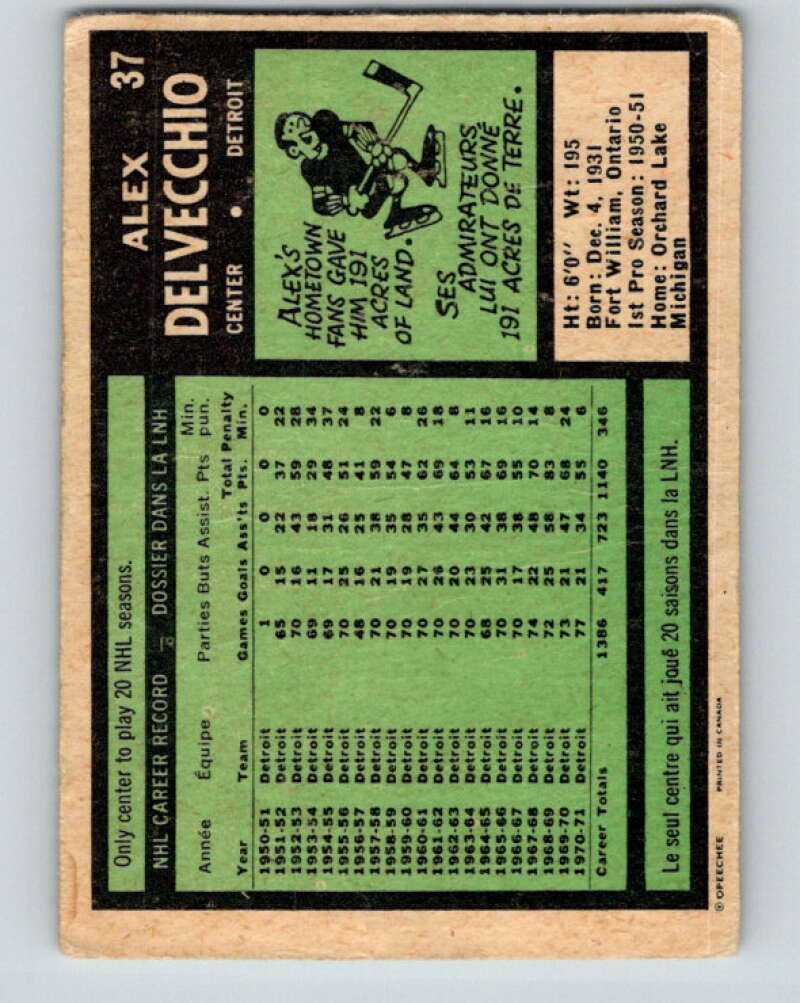 ALEX 37
DELVECCHIO
CENTER • DETROIT
ALEX'S
HOMETOWN
FANS GAVE
HIM 191
ACRES
OF LAND.
SES
ADMIRATEURS
LUI ONT DONNÉ
191 ACRES DE TERRE.
Ht: 6'0'' Wt: 195
Born: Dec. 4, 1931
Fort William, Ontario
1st Pro Season: 1950-51
Home: Orchard Lake
Michigan
Only center to play 20 NHL seasons.
NHL CAREER RECORD — DOSSIER DANS LA LNH
Année Équipe Parties Buts Assist. Pts Min. pun.
Year Team Games Goals Ass'ts Total Pts. Penalty Min.
1950-51 Detroit 1 0 0 0 0
1951-52 Detroit 65 15 22 37 22
1952-53 Detroit 70 16 43 59 28
1953-54 Detroit 69 11 18 29 34
1954-55 Detroit 69 17 31 48 37
1955-56 Detroit 70 25 26 51 24
1956-57 Detroit 48 16 25 41 8
1957-58 Detroit 70 21 38 59 22
1958-59 Detroit 70 19 35 54 6
1959-60 Detroit 70 19 28 47 8
1960-61 Detroit 70 27 35 62 26
1961-62 Detroit 70 26 43 69 18
1962-63 Detroit 70 20 44 64 8
1963-64 Detroit 70 23 30 53 11
1964-65 Detroit 68 25 42 67 16
1965-66 Detroit 70 31 38 69 16
1966-67 Detroit 70 17 38 55 10
1967-68 Detroit 74 22 48 70 14
1968-69 Detroit 72 25 58 83 8
1969-70 Detroit 73 21 47 68 24
1970-71 Detroit 77 21 34 55 6
Career Totals 1386 417 723 1140 346
Le seul centre qui ait joué 20 saisons dans la LNH.
© OPEECHEE PRINTED IN CANADA